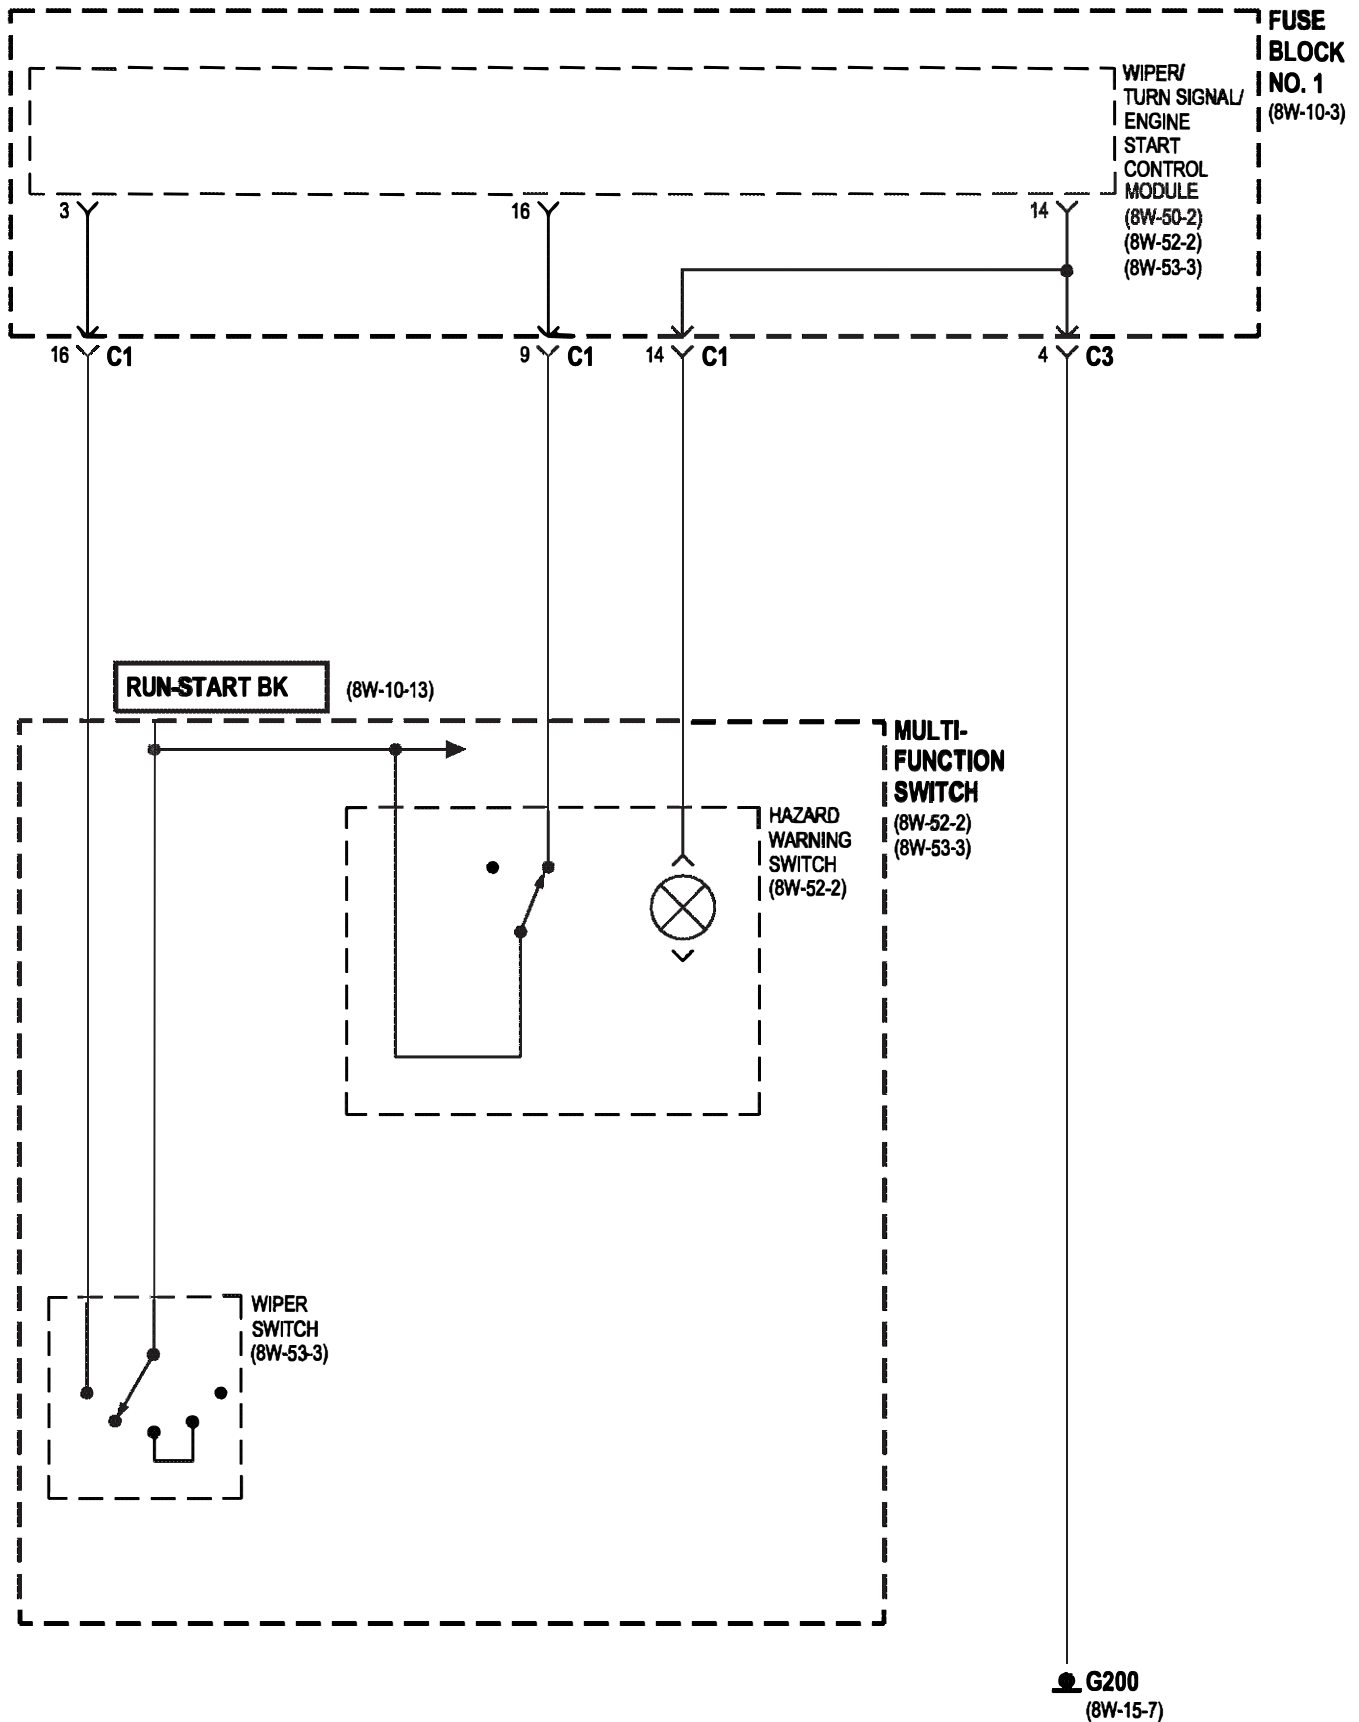 FUSE
BLOCK
NO. 1
(8W-10-3)
WIPER/
TURN SIGNAL/
ENGINE
START
CONTROL
MODULE
(8W-50-2)
(8W-52-2)
(8W-53-3)
3
16
14
16 C1
9 C1
14 C1
4 C3
RUN-START BK (8W-10-13)
MULTI-
FUNCTION
SWITCH
(8W-52-2)
(8W-53-3)
HAZARD
WARNING
SWITCH
(8W-52-2)
WIPER
SWITCH
(8W-53-3)
G200
(8W-15-7)